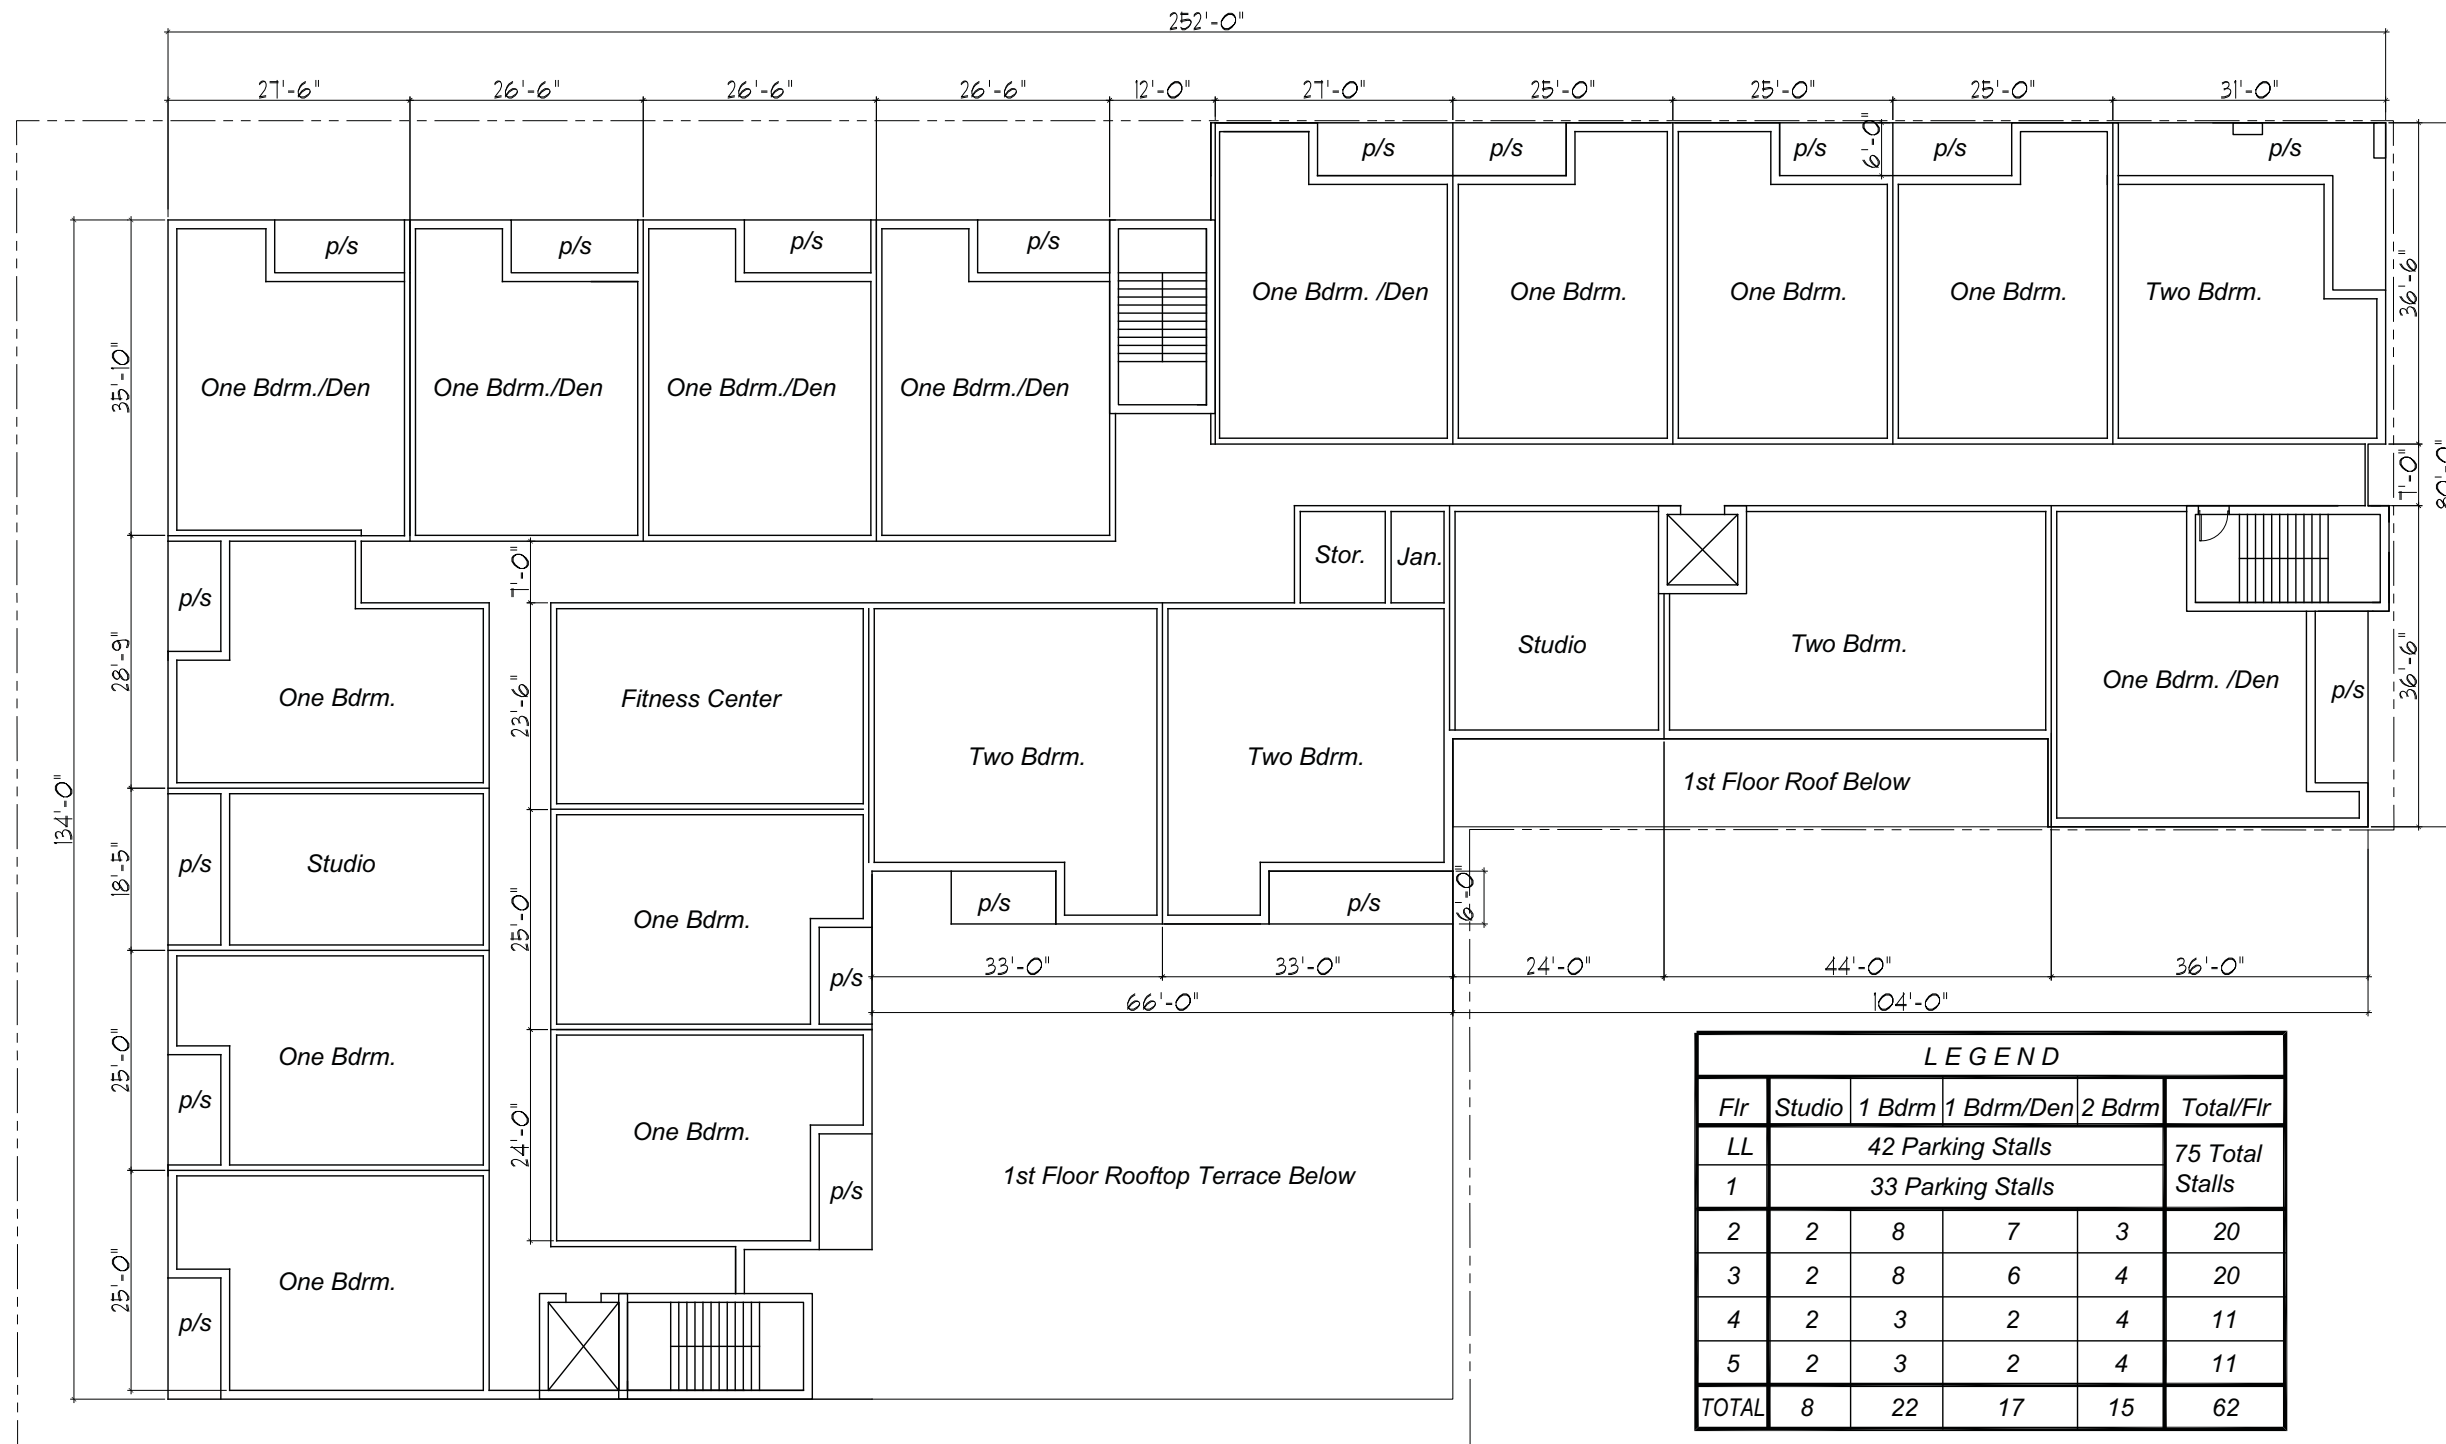 252'-0"
27'-6" 26'-6" 26'-6" 26'-6" 12'-0" 27'-0" 25'-0" 25'-0" 25'-0" 31'-0"
p/s p/s p/s 6'-0" p/s p/s
p/s p/s p/s p/s
One Bdrm. /Den One Bdrm. One Bdrm. One Bdrm. Two Bdrm. 36'-6"
35'-10" One Bdrm./Den One Bdrm./Den One Bdrm./Den One Bdrm./Den
7'-0" 80'-0"
p/s 7'-0" Stor. Jan.
Studio Two Bdrm. One Bdrm. /Den p/s 36'-6"
28'-9" One Bdrm. 23'-6" Fitness Center
Two Bdrm. Two Bdrm. 1st Floor Roof Below
134'-0"
18'-5" p/s Studio
25'-0" One Bdrm. p/s p/s p/s 6'-0"
33'-0" 33'-0" 24'-0" 44'-0" 36'-0"
66'-0" 104'-0"
25'-0" One Bdrm. p/s
24'-0" One Bdrm. p/s
1st Floor Rooftop Terrace Below
25'-0" One Bdrm. p/s
L E G E N D
Flr Studio 1 Bdrm 1 Bdrm/Den 2 Bdrm Total/Flr
LL 42 Parking Stalls 75 Total
1 33 Parking Stalls Stalls
2 2 8 7 3 20
3 2 8 6 4 20
4 2 3 2 4 11
5 2 3 2 4 11
TOTAL 8 22 17 15 62